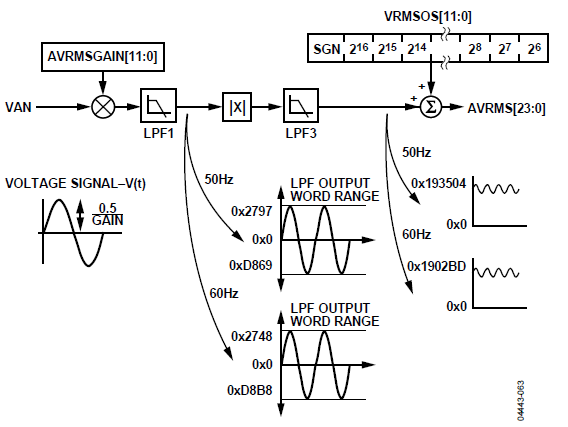 VRMSOS[11:0]
AVRMSGAIN[11:0]
SGN 2^16 2^15 2^14 2^8 2^7 2^6
VAN
LPF1
|X|
LPF3
+
+
Σ
AVRMS[23:0]
VOLTAGE SIGNAL–V(t)
0.5
GAIN
50Hz
LPF OUTPUT
WORD RANGE
0x2797
0x0
0xD869
60Hz
LPF OUTPUT
WORD RANGE
0x2748
0x0
0xD8B8
50Hz
0x193504
0x0
60Hz
0x1902BD
0x0
04443-063